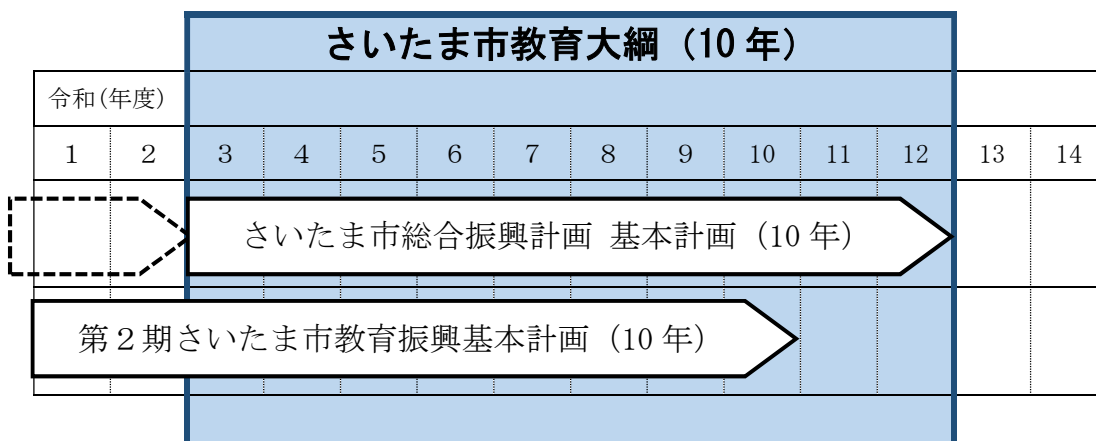 さいたま市教育大綱（10 年）
令和(年度)
1 2 3 4 5 6 7 8 9 10 11 12 13 14
さいたま市総合振興計画 基本計画（10 年）
第２期さいたま市教育振興基本計画（10 年）